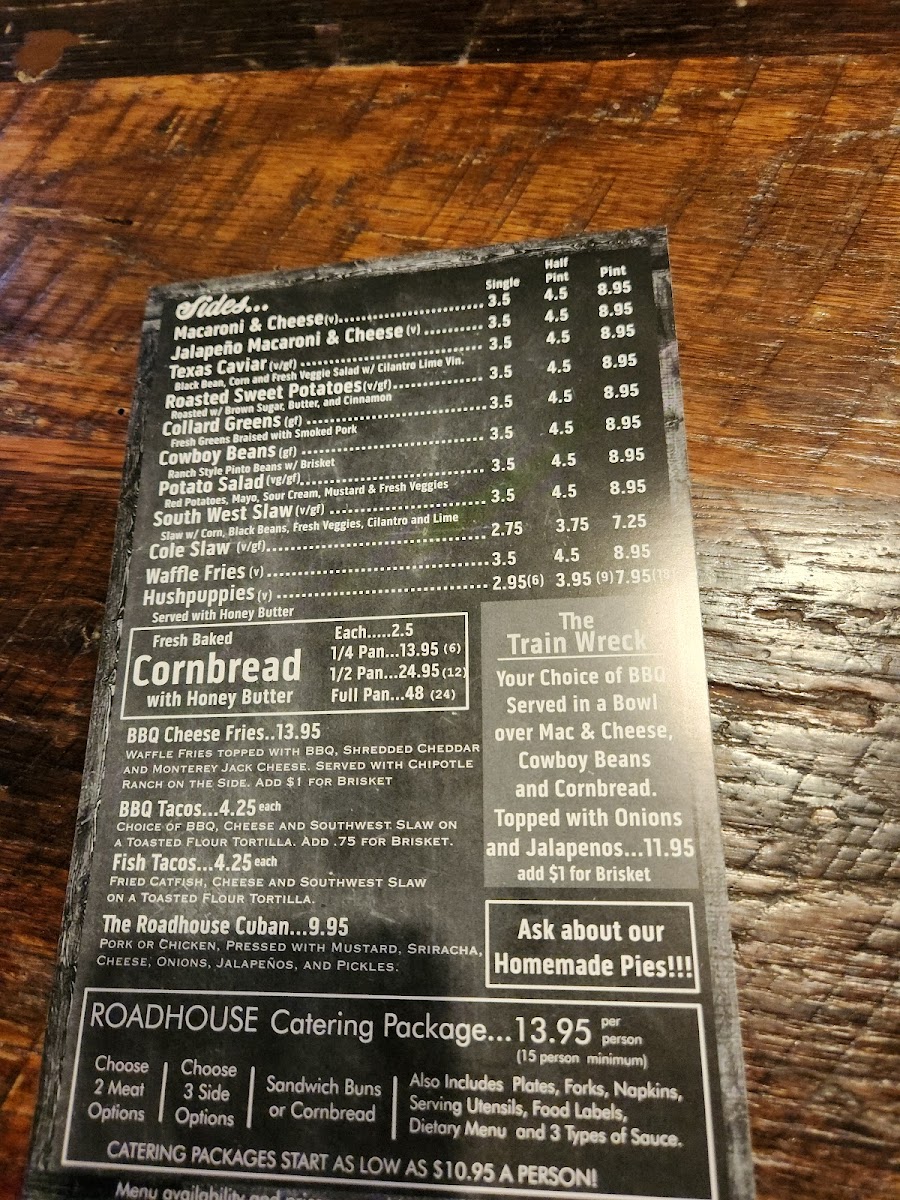 Sides...
Single Half Pint Pint
Macaroni & Cheese(v)........................ 3.5 4.5 8.95
Jalapeño Macaroni & Cheese (v) .......... 3.5 4.5 8.95
Texas Caviar (v/gf) ............................ 3.5 4.5 8.95
Black Bean, Corn and Fresh Veggie Salad w/ Cilantro Lime Vin.
Roasted Sweet Potatoes(v/gf)............... 3.5 4.5 8.95
Roasted w/ Brown Sugar, Butter, and Cinnamon
Collard Greens (gf) ............................ 3.5 4.5 8.95
Fresh Greens Braised with Smoked Pork
Cowboy Beans (gf) ............................ 3.5 4.5 8.95
Ranch Style Pinto Beans w/ Brisket
Potato Salad (vg/gf)............................ 3.5 4.5 8.95
Red Potatoes, Mayo, Sour Cream, Mustard & Fresh Veggies
South West Slaw (v/gf) ........................ 3.5 4.5 8.95
Slaw w/ Corn, Black Beans, Fresh Veggies, Cilantro and Lime
Cole Slaw (v/gf)................................ 2.75 3.75 7.25
Waffle Fries (v) ................................ 3.5 4.5 8.95
Hushpuppies (v) ................................ 2.95(6) 3.95 (9) 7.95(18)
Served with Honey Butter
Fresh Baked
Cornbread
with Honey Butter
Each.....2.5
1/4 Pan...13.95 (6)
1/2 Pan...24.95 (12)
Full Pan...48 (24)
The
Train Wreck
Your Choice of BBQ
Served in a Bowl
over Mac & Cheese,
Cowboy Beans
and Cornbread.
Topped with Onions
and Jalapenos...11.95
add $1 for Brisket
BBQ Cheese Fries..13.95
Waffle Fries topped with BBQ, Shredded Cheddar
and Monterey Jack Cheese. Served with Chipotle
Ranch on the Side. Add $1 for Brisket
BBQ Tacos...4.25 each
Choice of BBQ, Cheese and Southwest Slaw on
a Toasted Flour Tortilla. Add .75 for Brisket.
Fish Tacos...4.25 each
Fried Catfish, Cheese and Southwest Slaw
on a Toasted Flour Tortilla.
The Roadhouse Cuban...9.95
Pork or Chicken, Pressed with Mustard, Sriracha,
Cheese, Onions, Jalapeños, and Pickles.
Ask about our
Homemade Pies!!!
ROADHOUSE Catering Package...13.95 per person
(15 person minimum)
Choose
2 Meat
Options
Choose
3 Side
Options
Sandwich Buns
or Cornbread
Also Includes Plates, Forks, Napkins,
Serving Utensils, Food Labels,
Dietary Menu and 3 Types of Sauce.
CATERING PACKAGES START AS LOW AS $10.95 A PERSON!
Menu availability and